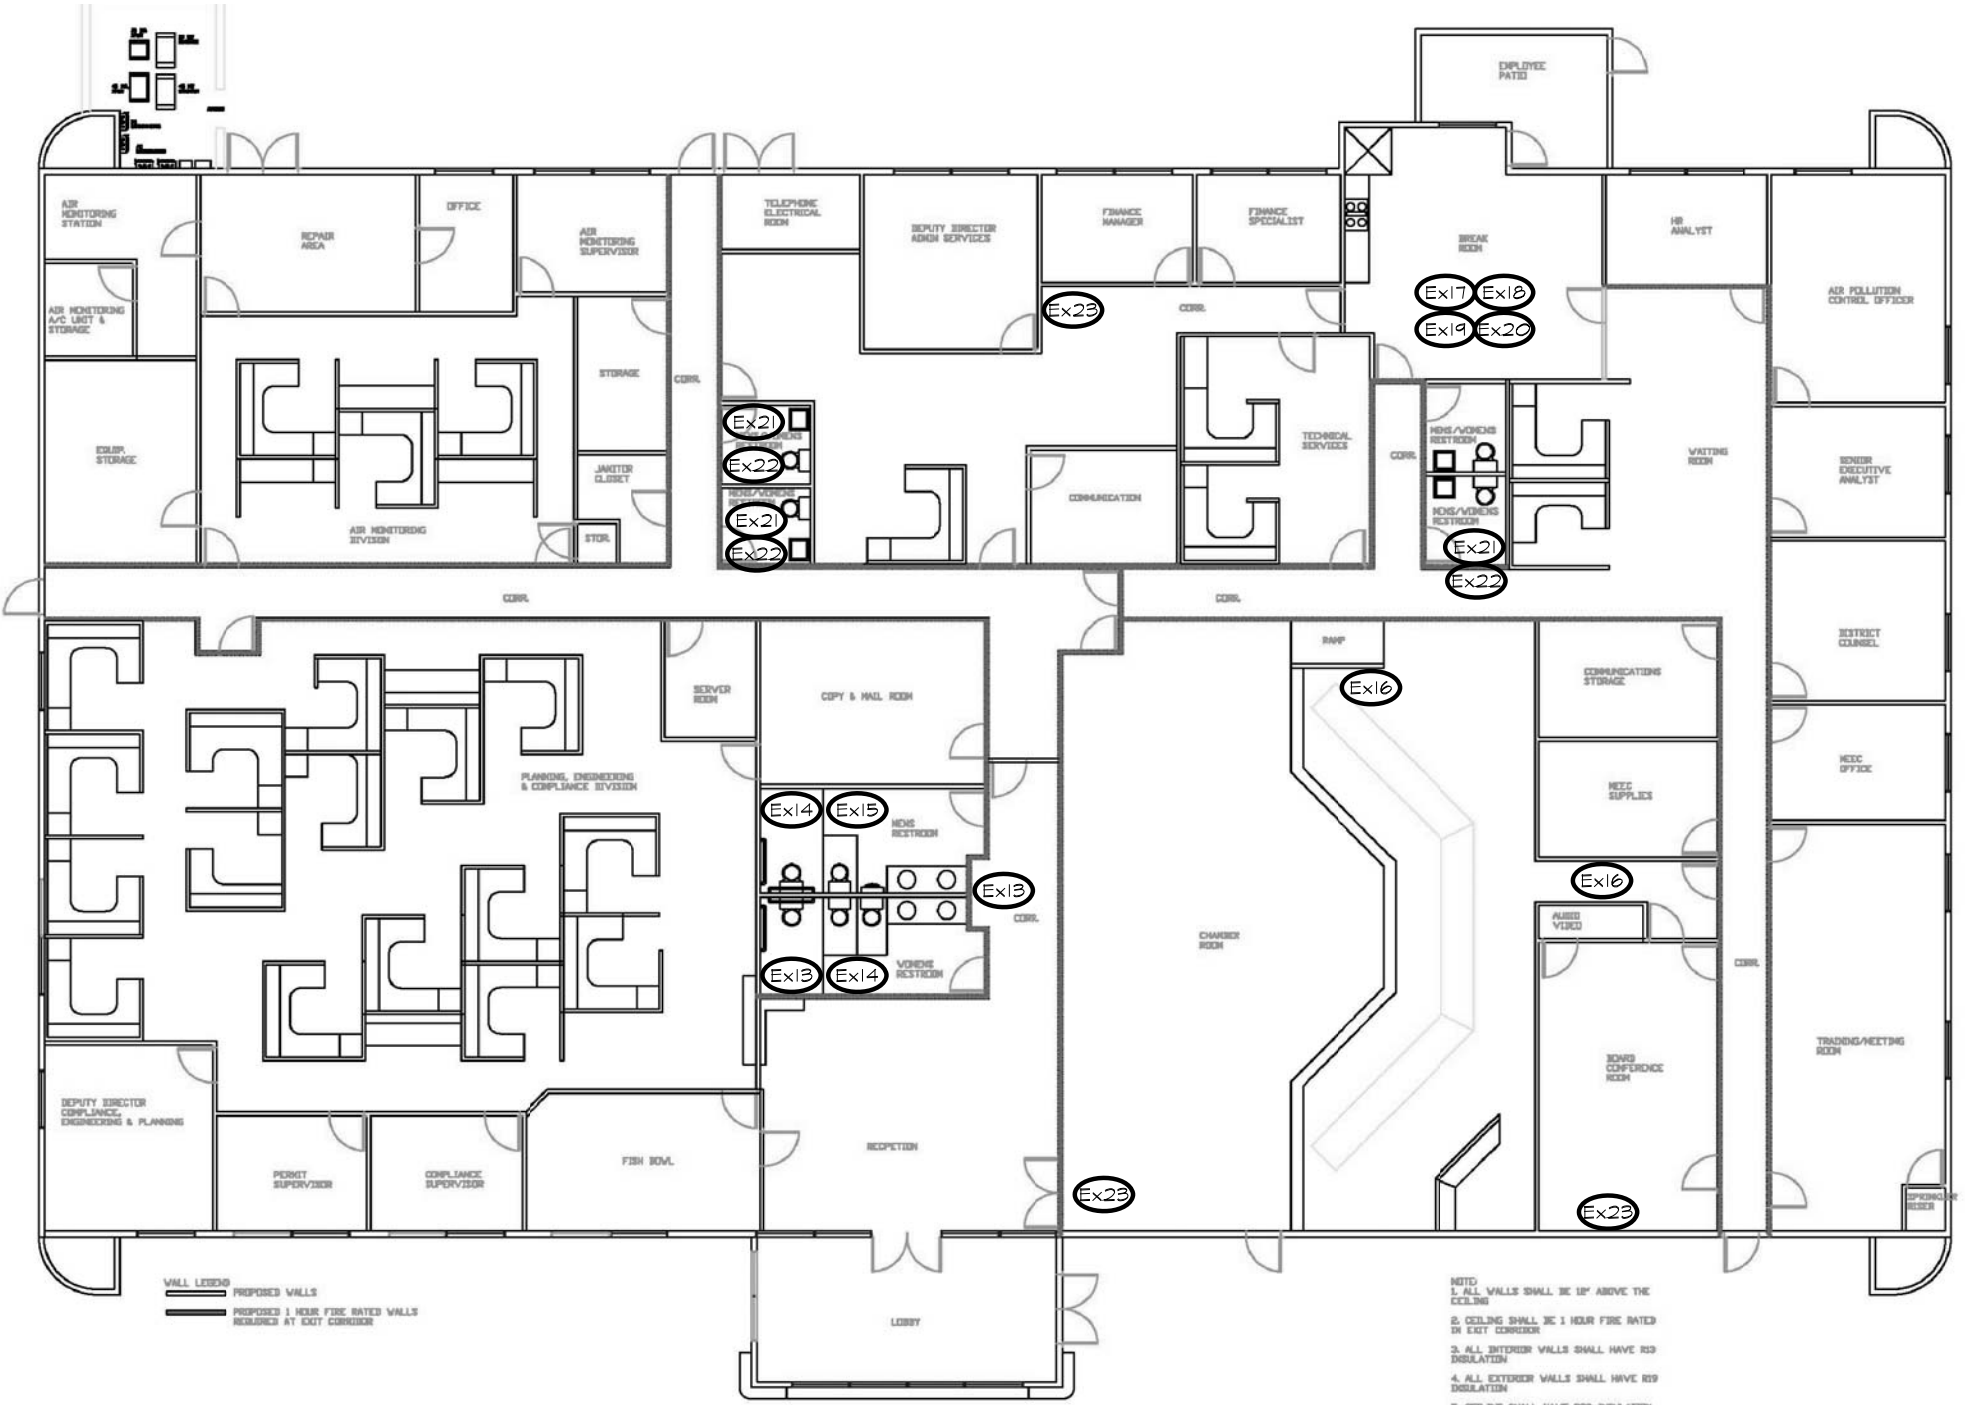 EMPLOYEE
PATIO
AIR
MONITORING
STATION
REPAIR
AREA
OFFICE
AIR
MONITORING
SUPERVISOR
TELEPHONE
ELECTRICAL
ROOM
DEPUTY DIRECTOR
ADMIN SERVICES
FINANCE
MANAGER
FINANCE
SPECIALIST
BREAK
ROOM
HR
ANALYST
AIR POLLUTION
CONTROL OFFICER
Ex17 Ex18
Ex19 Ex20
Ex23
CORR.
AIR MONITORING
A/C UNIT &
STORAGE
STORAGE
CORR.
EQUIP.
STORAGE
JANITOR
CLOSET
STOR.
AIR MONITORING
DIVISON
Ex21
RESTROOM
Ex22
MENS/WOMENS
RESTROOM
Ex21
Ex22
COMMUNICATION
TECHNICAL
SERVICES
CORR.
MENS/WOMENS
RESTROOM
MENS/WOMENS
RESTROOM
Ex21
Ex22
WAITING
ROOM
SENIOR
EXECUTIVE
ANALYST
CORR.
CORR.
RAMP
Ex16
DISTRICT
COUNSEL
COMMUNICATIONS
STORAGE
SERVER
ROOM
COPY & MAIL ROOM
PLANNING, ENGINEERING
& COMPLIANCE DIVISION
MEEC
OFFICE
MEEC
SUPPLIES
Ex14 Ex15
MENS
RESTROOM
Ex13
CORR.
Ex16
AUDIO
VIDEO
CHAMBER
ROOM
CORR.
Ex13 Ex14
WOMENS
RESTROOM
BOARD
CONFERENCE
ROOM
TRAINING/MEETING
ROOM
DEPUTY DIRECTOR
COMPLIANCE,
ENGINEERING & PLANNING
PERMIT
SUPERVISOR
COMPLIANCE
SUPERVISOR
FISH BOWL
RECPETION
Ex23
Ex23
SPRINKLER
RISER
LOBBY
WALL LEGEND
PROPOSED WALLS
PROPOSED 1 HOUR FIRE RATED WALLS
REQUIRED AT EXIT CORRIDOR
NOTE:
1. ALL WALLS SHALL BE 12" ABOVE THE
CEILING
2. CEILING SHALL BE 1 HOUR FIRE RATED
IN EXIT CORRIDOR
3. ALL INTERIOR WALLS SHALL HAVE R13
INSULATION
4. ALL EXTERIOR WALLS SHALL HAVE R19
INSULATION